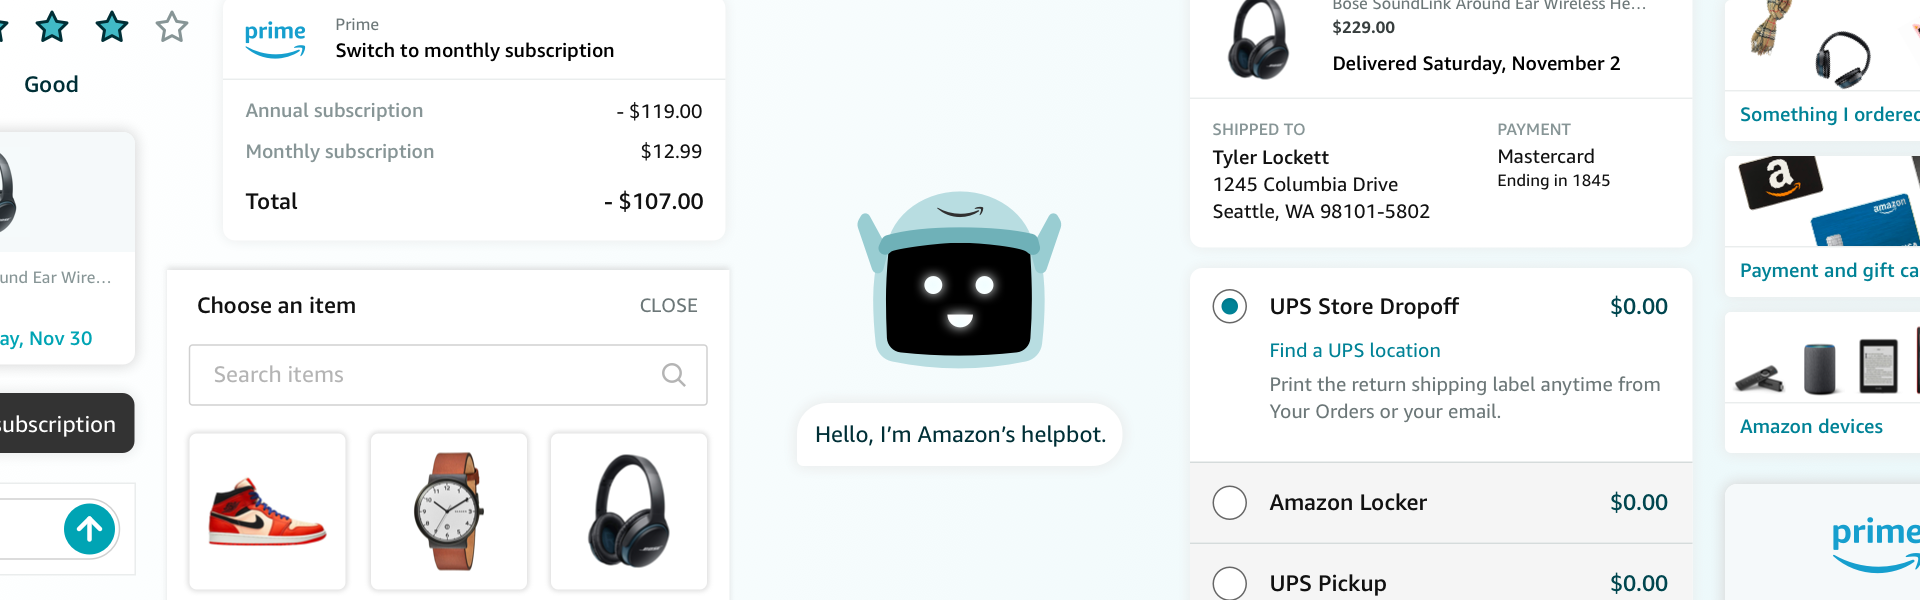 Good
und Ear Wire...
ay, Nov 30
subscription
prime
Prime
Switch to monthly subscription
Annual subscription - $119.00
Monthly subscription $12.99
Total - $107.00
Choose an item CLOSE
Search items
Hello, I'm Amazon's helpbot.
Bose SoundLink Around Ear Wireless He...
$229.00
Delivered Saturday, November 2
SHIPPED TO
Tyler Lockett
1245 Columbia Drive
Seattle, WA 98101-5802
PAYMENT
Mastercard
Ending in 1845
UPS Store Dropoff $0.00
Find a UPS location
Print the return shipping label anytime from
Your Orders or your email.
Amazon Locker $0.00
UPS Pickup $0.00
Something I ordered
a
amazon
Payment and gift ca
Amazon devices
prime